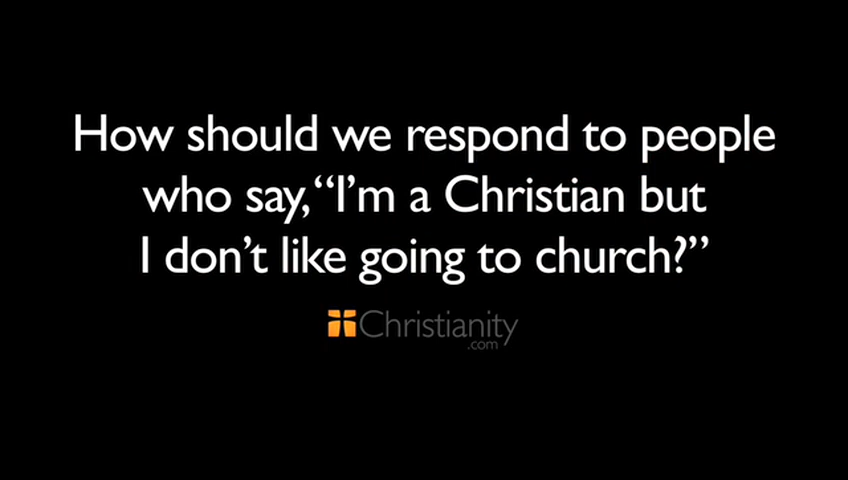 How should we respond to people
who say, “I’m a Christian but
I don’t like going to church?”
Christianity
.com